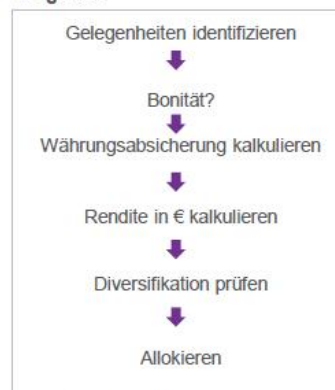 Gelegenheiten identifizieren
Bonität?
Währungsabsicherung kalkulieren
Rendite in € kalkulieren
Diversifikation prüfen
Allokieren